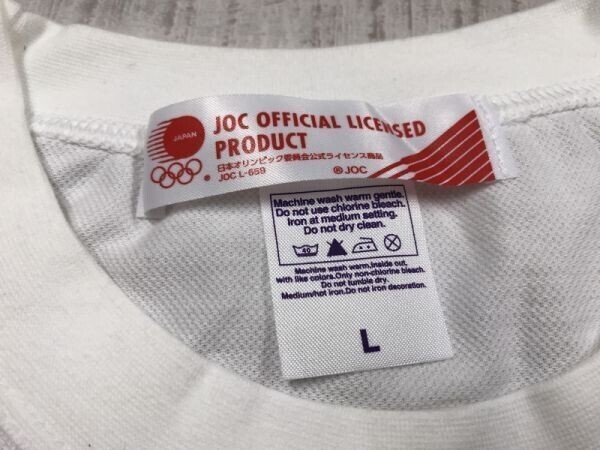 JAPAN
JOC OFFICIAL LICENSED
PRODUCT
日本オリンピック委員会公式ライセンス商品
JOC L-659
® JOC
Machine wash warm gentle.
Do not use chlorine bleach.
Iron at medium setting.
Do not dry clean.
40
Machine wash warm,inside out,
with like colors.Only non-chlorine bleach.
Do not tumble dry.
Medium/hot iron.Do not iron decoration.
L